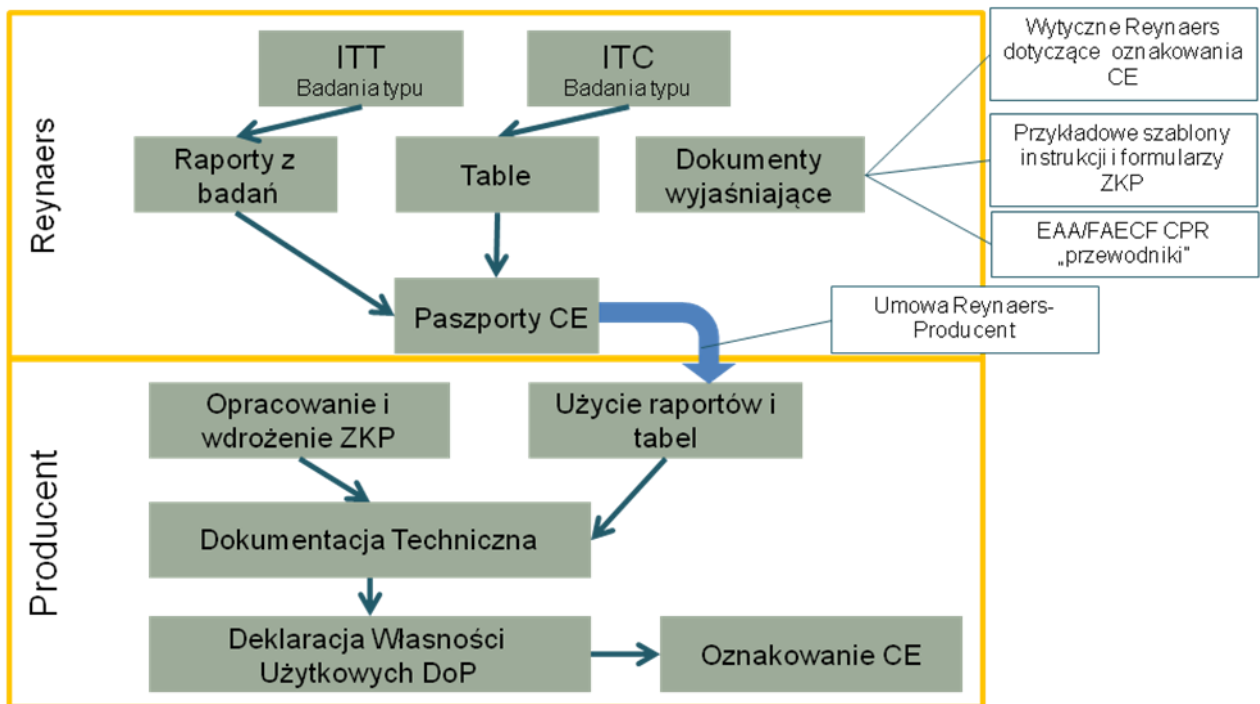 Reynaers
ITT
Badania typu
ITC
Badania typu
Wytyczne Reynaers
dotyczące oznakowania
CE
Raporty z
badań
Table
Dokumenty
wyjaśniające
Przykładowe szablony
instrukcji i formularzy
ZKP
EAA/FAECF CPR
„przewodniki”
Paszporty CE
Umowa Reynaers-
Producent
Producent
Opracowanie i
wdrożenie ZKP
Użycie raportów i
tabel
Dokumentacja Techniczna
Deklaracja Własności
Użytkowych DoP
Oznakowanie CE